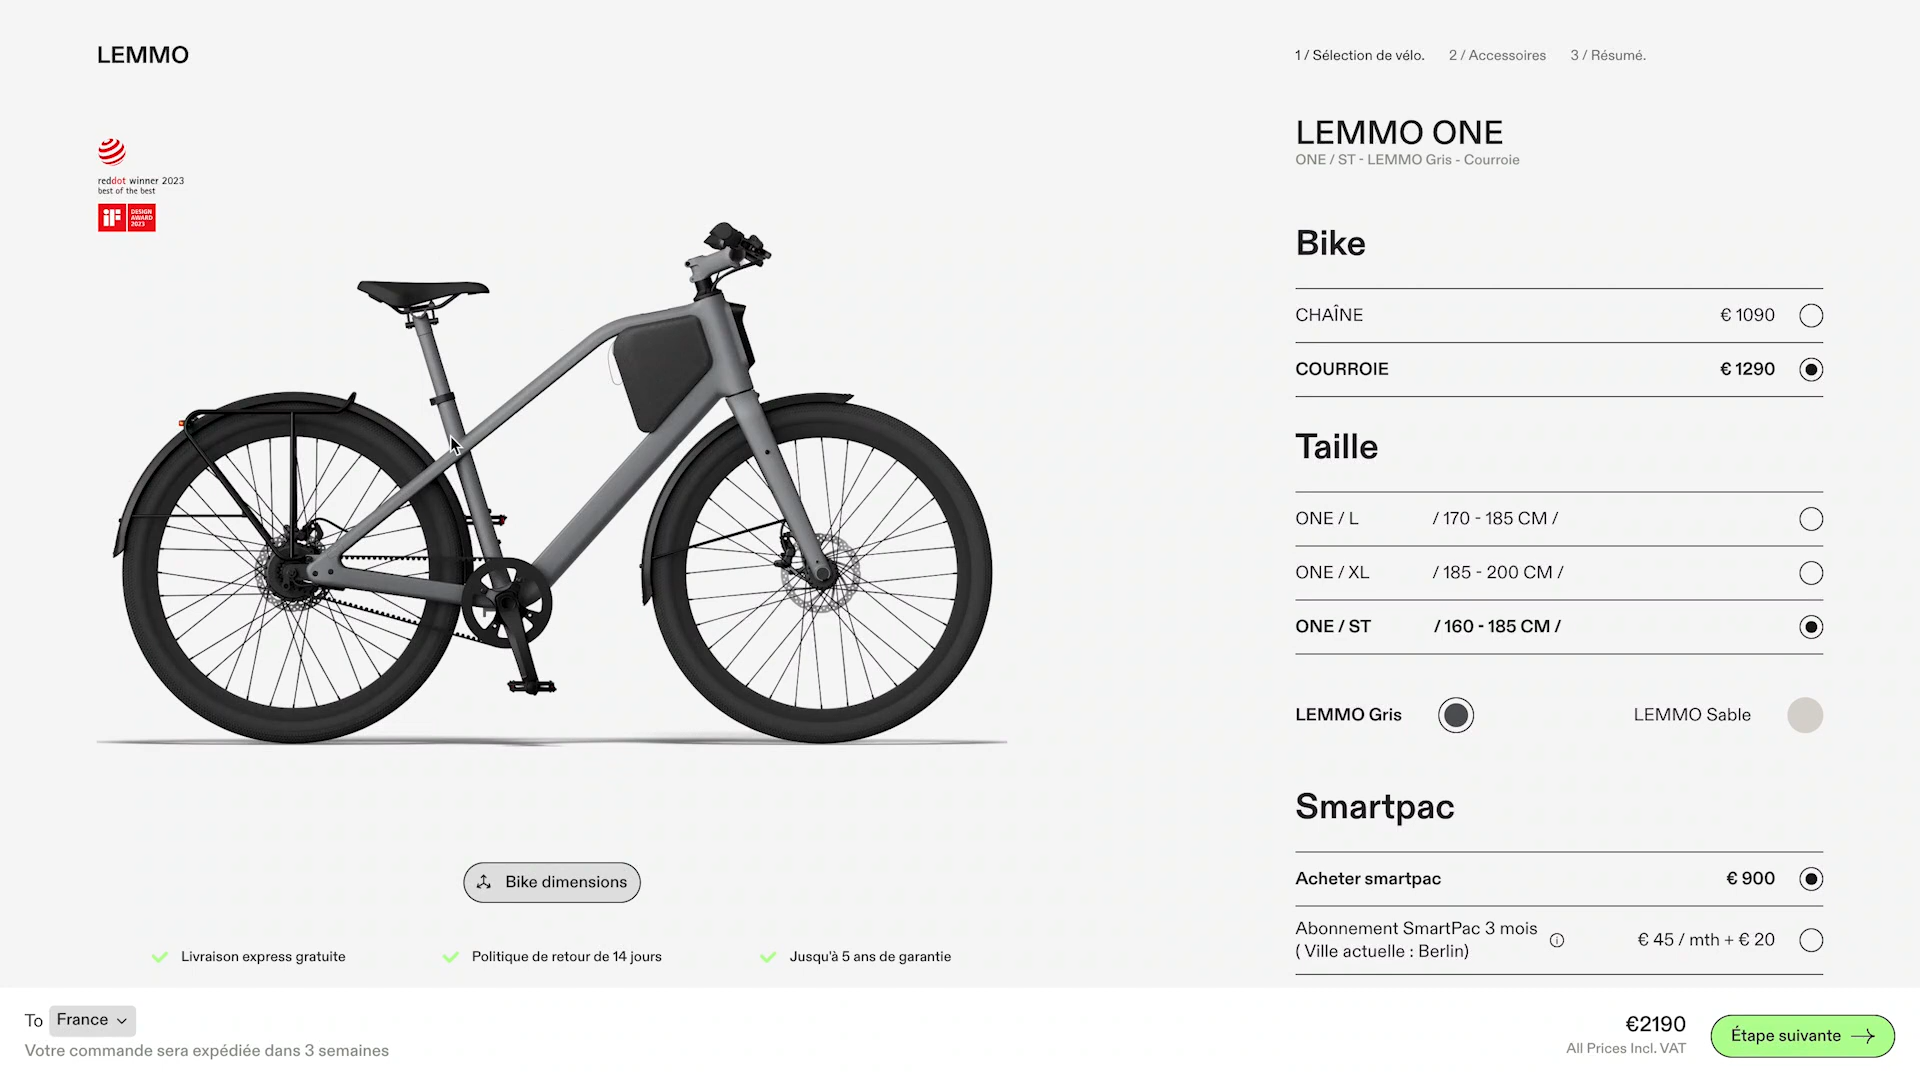 LEMMO
1 / Sélection de vélo.
2 / Accessoires
3 / Résumé.
reddot winner 2023
best of the best
iF
DESIGN
AWARD
2023
LEMMO ONE
ONE / ST - LEMMO Gris - Courroie
Bike
CHAÎNE € 1090
COURROIE € 1290
Taille
ONE / L / 170 - 185 CM /
ONE / XL / 185 - 200 CM /
ONE / ST / 160 - 185 CM /
LEMMO Gris
LEMMO Sable
Smartpac
Acheter smartpac € 900
Abonnement SmartPac 3 mois
( Ville actuelle : Berlin)
€ 45 / mth + € 20
Bike dimensions
Livraison express gratuite
Politique de retour de 14 jours
Jusqu'à 5 ans de garantie
To France
Votre commande sera expédiée dans 3 semaines
€2190
All Prices Incl. VAT
Étape suivante